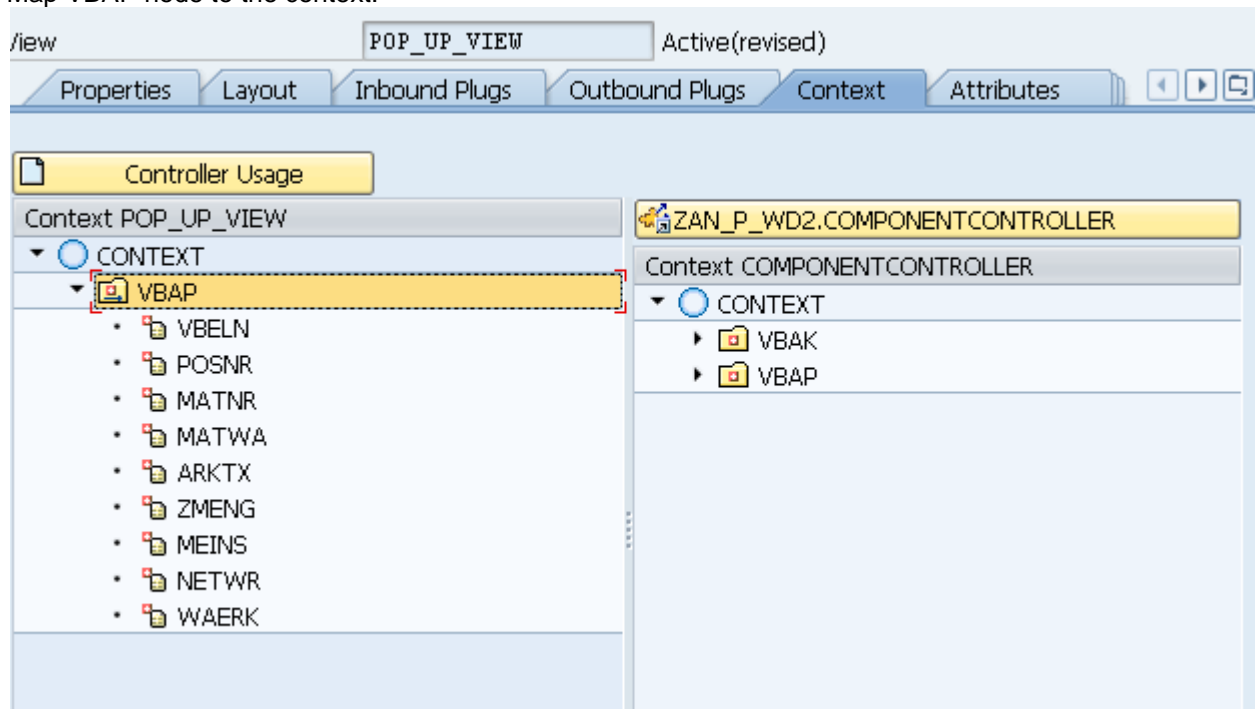 Map VBAP node to the context.
View POP_UP_VIEW Active(revised)
Properties Layout Inbound Plugs Outbound Plugs Context Attributes
Controller Usage
Context POP_UP_VIEW
CONTEXT
VBAP
VBELN
POSNR
MATNR
MATWA
ARKTX
ZMENG
MEINS
NETWR
WAERK
ZAN_P_WD2.COMPONENTCONTROLLER
Context COMPONENTCONTROLLER
CONTEXT
VBAK
VBAP